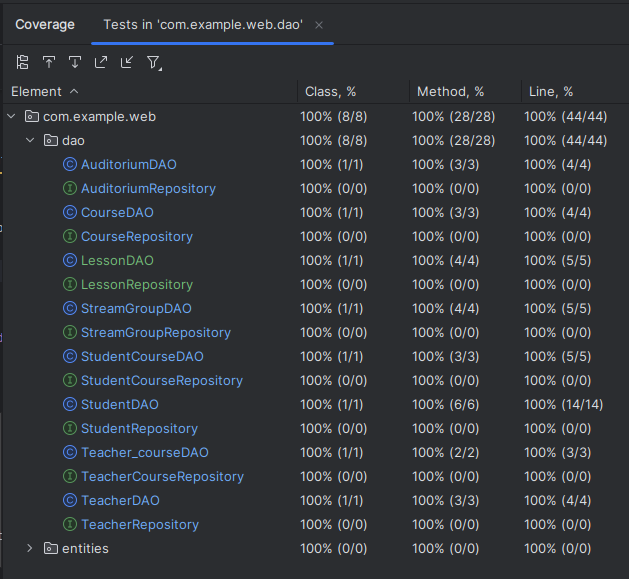 Coverage Tests in 'com.example.web.dao'
Element Class, % Method, % Line, %
com.example.web 100% (8/8) 100% (28/28) 100% (44/44)
dao 100% (8/8) 100% (28/28) 100% (44/44)
AuditoriumDAO 100% (1/1) 100% (3/3) 100% (4/4)
AuditoriumRepository 100% (0/0) 100% (0/0) 100% (0/0)
CourseDAO 100% (1/1) 100% (3/3) 100% (4/4)
CourseRepository 100% (0/0) 100% (0/0) 100% (0/0)
LessonDAO 100% (1/1) 100% (4/4) 100% (5/5)
LessonRepository 100% (0/0) 100% (0/0) 100% (0/0)
StreamGroupDAO 100% (1/1) 100% (4/4) 100% (5/5)
StreamGroupRepository 100% (0/0) 100% (0/0) 100% (0/0)
StudentCourseDAO 100% (1/1) 100% (3/3) 100% (5/5)
StudentCourseRepository 100% (0/0) 100% (0/0) 100% (0/0)
StudentDAO 100% (1/1) 100% (6/6) 100% (14/14)
StudentRepository 100% (0/0) 100% (0/0) 100% (0/0)
Teacher_courseDAO 100% (1/1) 100% (2/2) 100% (3/3)
TeacherCourseRepository 100% (0/0) 100% (0/0) 100% (0/0)
TeacherDAO 100% (1/1) 100% (3/3) 100% (4/4)
TeacherRepository 100% (0/0) 100% (0/0) 100% (0/0)
entities 100% (0/0) 100% (0/0) 100% (0/0)